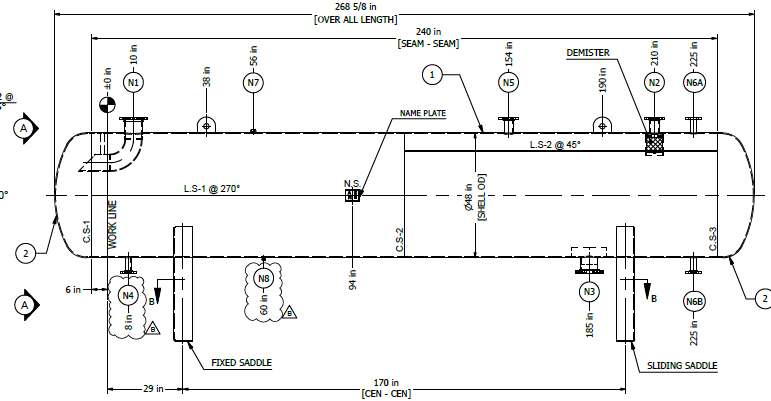 268 5/8 in
[OVER ALL LENGTH]
240 in
[SEAM - SEAM]
±0 in
10 in
38 in
56 in
154 in
190 in
210 in
225 in
DEMISTER
N1
N7
1
N5
N2
N6A
2 @
A
NAME PLATE
L.S-2 @ 45°
L.S-1 @ 270°
N.S.
0°
Ø48 in
[SHELL OD]
C.S-1
WORK LINE
C.S-2
C.S-3
2
A
6 in
N4
8 in
B
B
N8
60 in
B
94 in
N3
185 in
B
N6B
225 in
2
FIXED SADDLE
SLIDING SADDLE
29 in
170 in
[CEN - CEN]